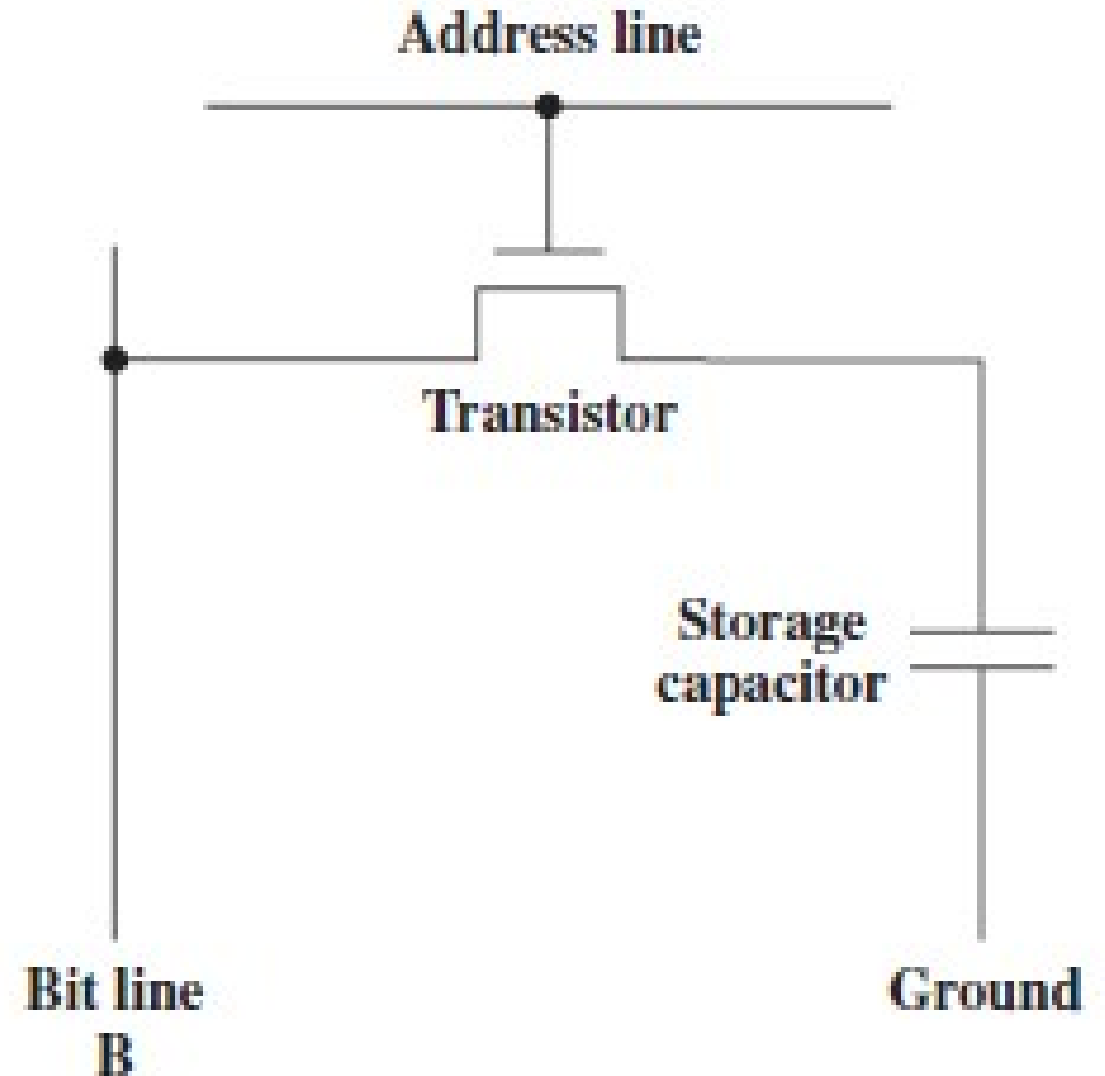 Address line
Transistor
Storage
capacitor
Bit line
B
Ground